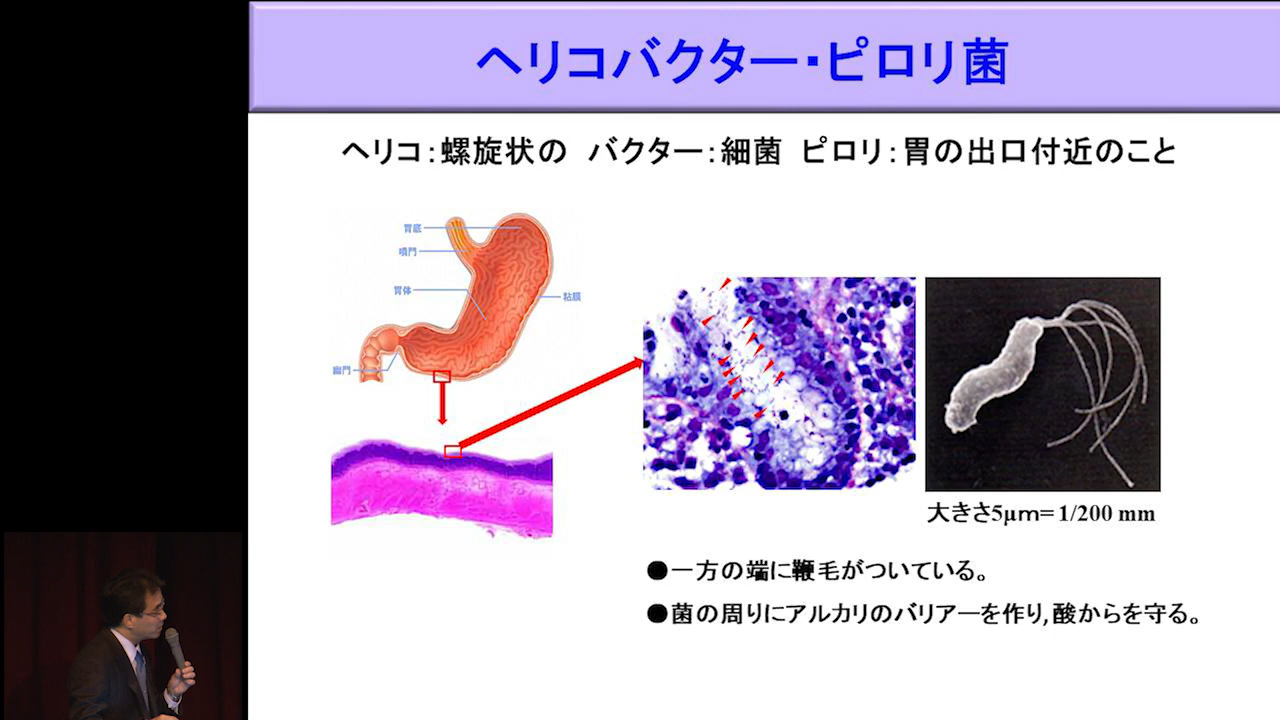 ヘリコバクター・ピロリ菌
ヘリコ：螺旋状の　バクター：細菌　ピロリ：胃の出口付近のこと
胃底
噴門
胃体
粘膜
幽門
大きさ5μm= 1/200 mm
●一方の端に鞭毛がついている。
●菌の周りにアルカリのバリアーを作り,酸からを守る。